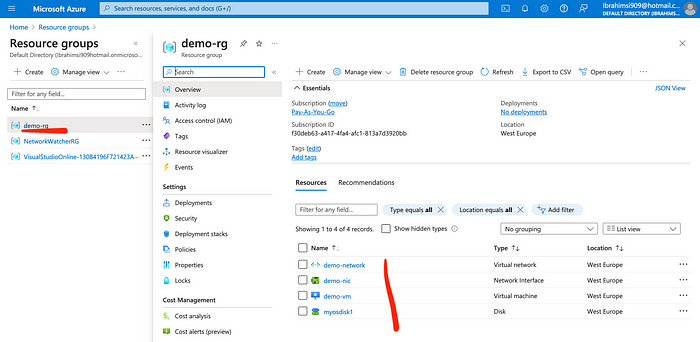 Microsoft Azure
Search resources, services, and docs (G+/)
Ibrahimsi909@hotmail.c...
DEFAULT DIRECTORY (IBRAHIMS...
Home > Resource groups >
Resource groups
Default Directory (Ibrahimsi909hotmail.onmicroso...
+ Create Manage view ...
Filter for any field...
Name ↑
demo-rg ...
NetworkWatcherRG ...
VisualStudioOnline-130B4196F721423A... ...
demo-rg ...
Resource group
Search
Overview
Activity log
Access control (IAM)
Tags
Resource visualizer
Events
Settings
Deployments
Security
Deployment stacks
Policies
Properties
Locks
Cost Management
Cost analysis
Cost alerts (preview)
+ Create Manage view Delete resource group Refresh Export to CSV Open query ...
Essentials JSON View
Subscription (move)
Pay-As-You-Go
Subscription ID
f30deb63-a417-4fa4-afc1-813a7d3920bb
Tags (edit)
Add tags
Deployments
No deployments
Location
West Europe
Resources Recommendations
Filter for any field... Type equals all Location equals all Add filter
Showing 1 to 4 of 4 records. Show hidden types No grouping List view
Name ↑ Type ↑↓ Location ↑↓
demo-network Virtual network West Europe ...
demo-nic Network Interface West Europe ...
demo-vm Virtual machine West Europe ...
myosdisk1 Disk West Europe ...